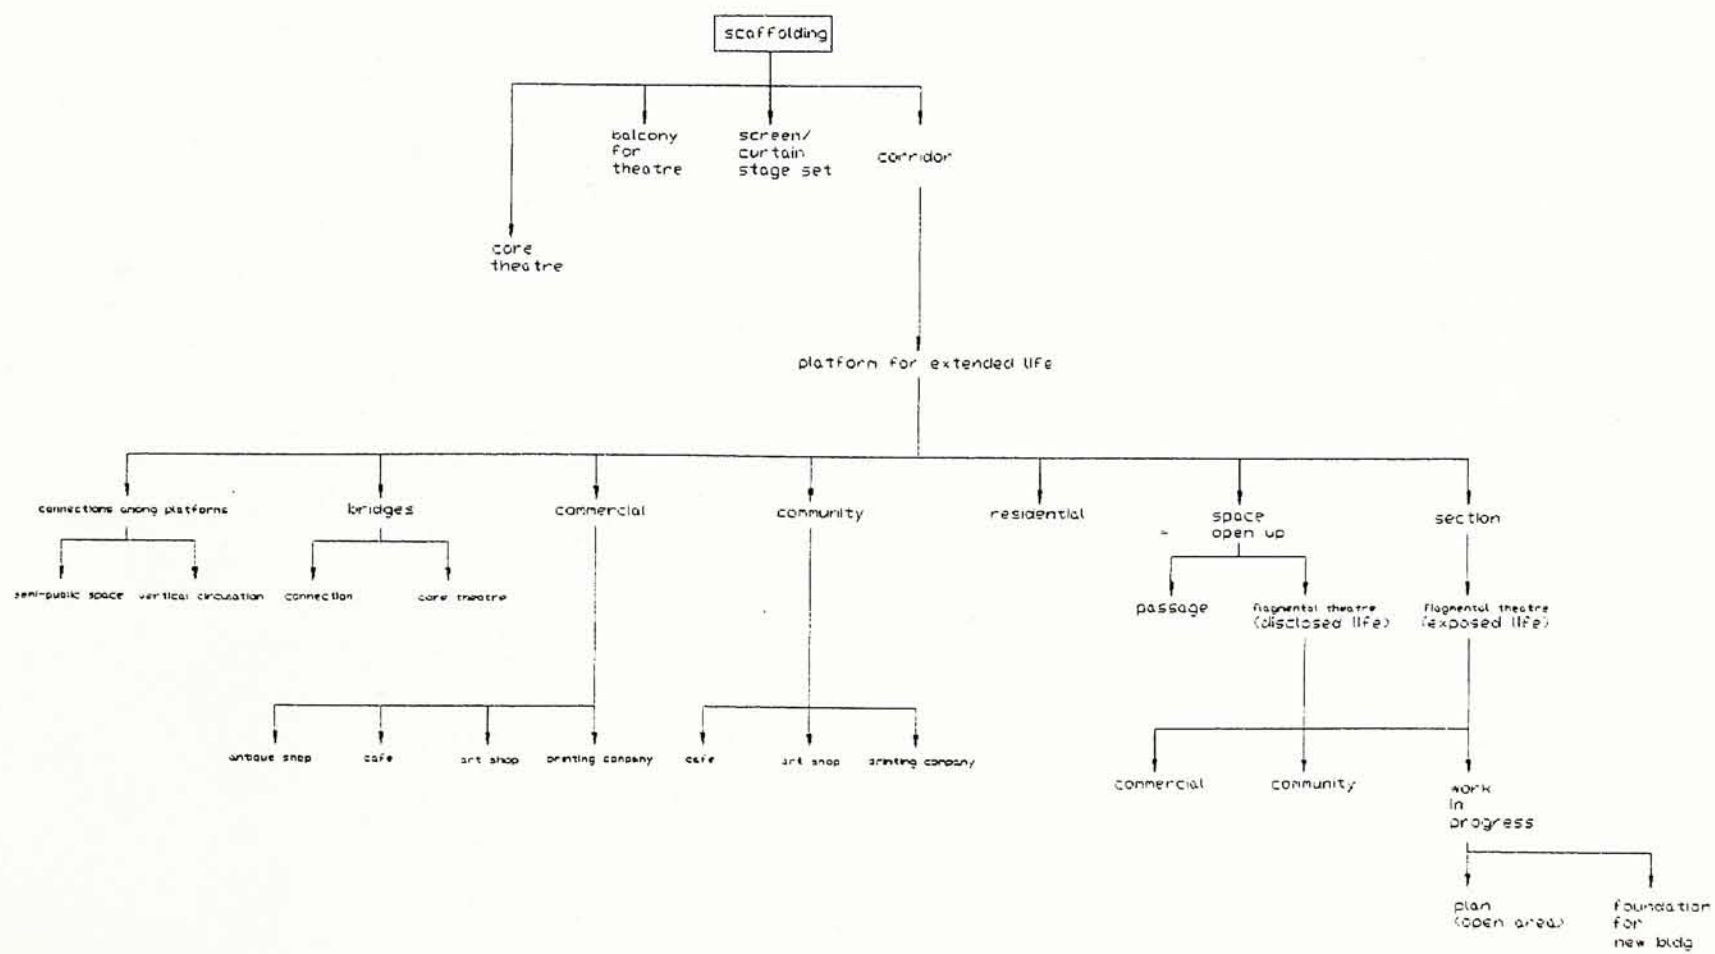 scaffolding
balcony
for
theatre
screen/
curtain
stage set
corridor
core
theatre
platform for extended life
connections among platforms
bridges
commercial
community
residential
space
open up
section
semi-public space
vertical circulation
connection
core theatre
passage
flagmental theatre
(disclosed life)
flagmental theatre
(exposed life)
antique shop
cafe
art shop
printing company
cafe
art shop
printing company
commercial
community
work
in
progress
plan
(open area)
foundation
for
new bldg